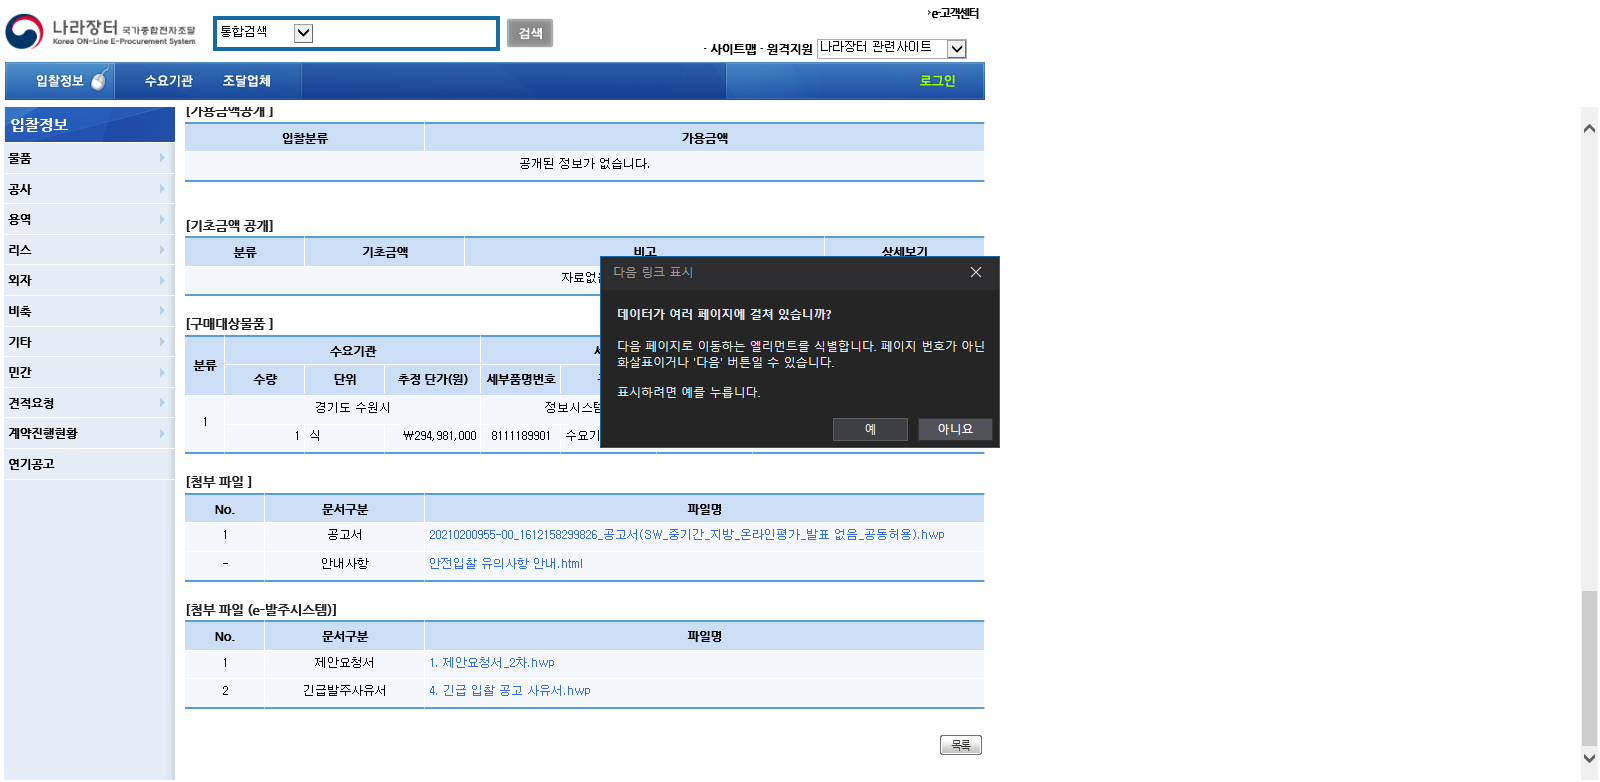 ›e-고객센터
나라장터 국가종합전자조달
Korea ON-Line E-Procurement System
통합검색
검색
- 사이트맵 - 원격지원 나라장터 관련사이트
입찰정보 수요기관 조달업체 로그인
입찰정보
물품
공사
용역
리스
외자
비축
기타
민간
견적요청
계약진행현황
연기공고
[가용금액공개 ]
입찰분류 가용금액
공개된 정보가 없습니다.
[기초금액 공개]
분류 기초금액 비고 상세보기
자료없
[구매대상물품 ]
분류 수요기관
수량 단위 추정 단가(원) 세부품명번호
1 경기도 수원시 정보시스템
1 식 ₩294,981,000 8111189901 수요기
다음 링크 표시
데이터가 여러 페이지에 걸쳐 있습니까?
다음 페이지로 이동하는 엘리먼트를 식별합니다. 페이지 번호가 아닌
화살표이거나 '다음' 버튼일 수 있습니다.
표시하려면 예를 누릅니다.
예 아니요
[첨부 파일 ]
No. 문서구분 파일명
1 공고서 20210200955-00_1612158299826_공고서(SW_중기간_지방_온라인평가_발표 없음_공동허용).hwp
- 안내사항 안전입찰 유의사항 안내.html
[첨부 파일 (e-발주시스템)]
No. 문서구분 파일명
1 제안요청서 1. 제안요청서_2차.hwp
2 긴급발주사유서 4. 긴급 입찰 공고 사유서.hwp
목록